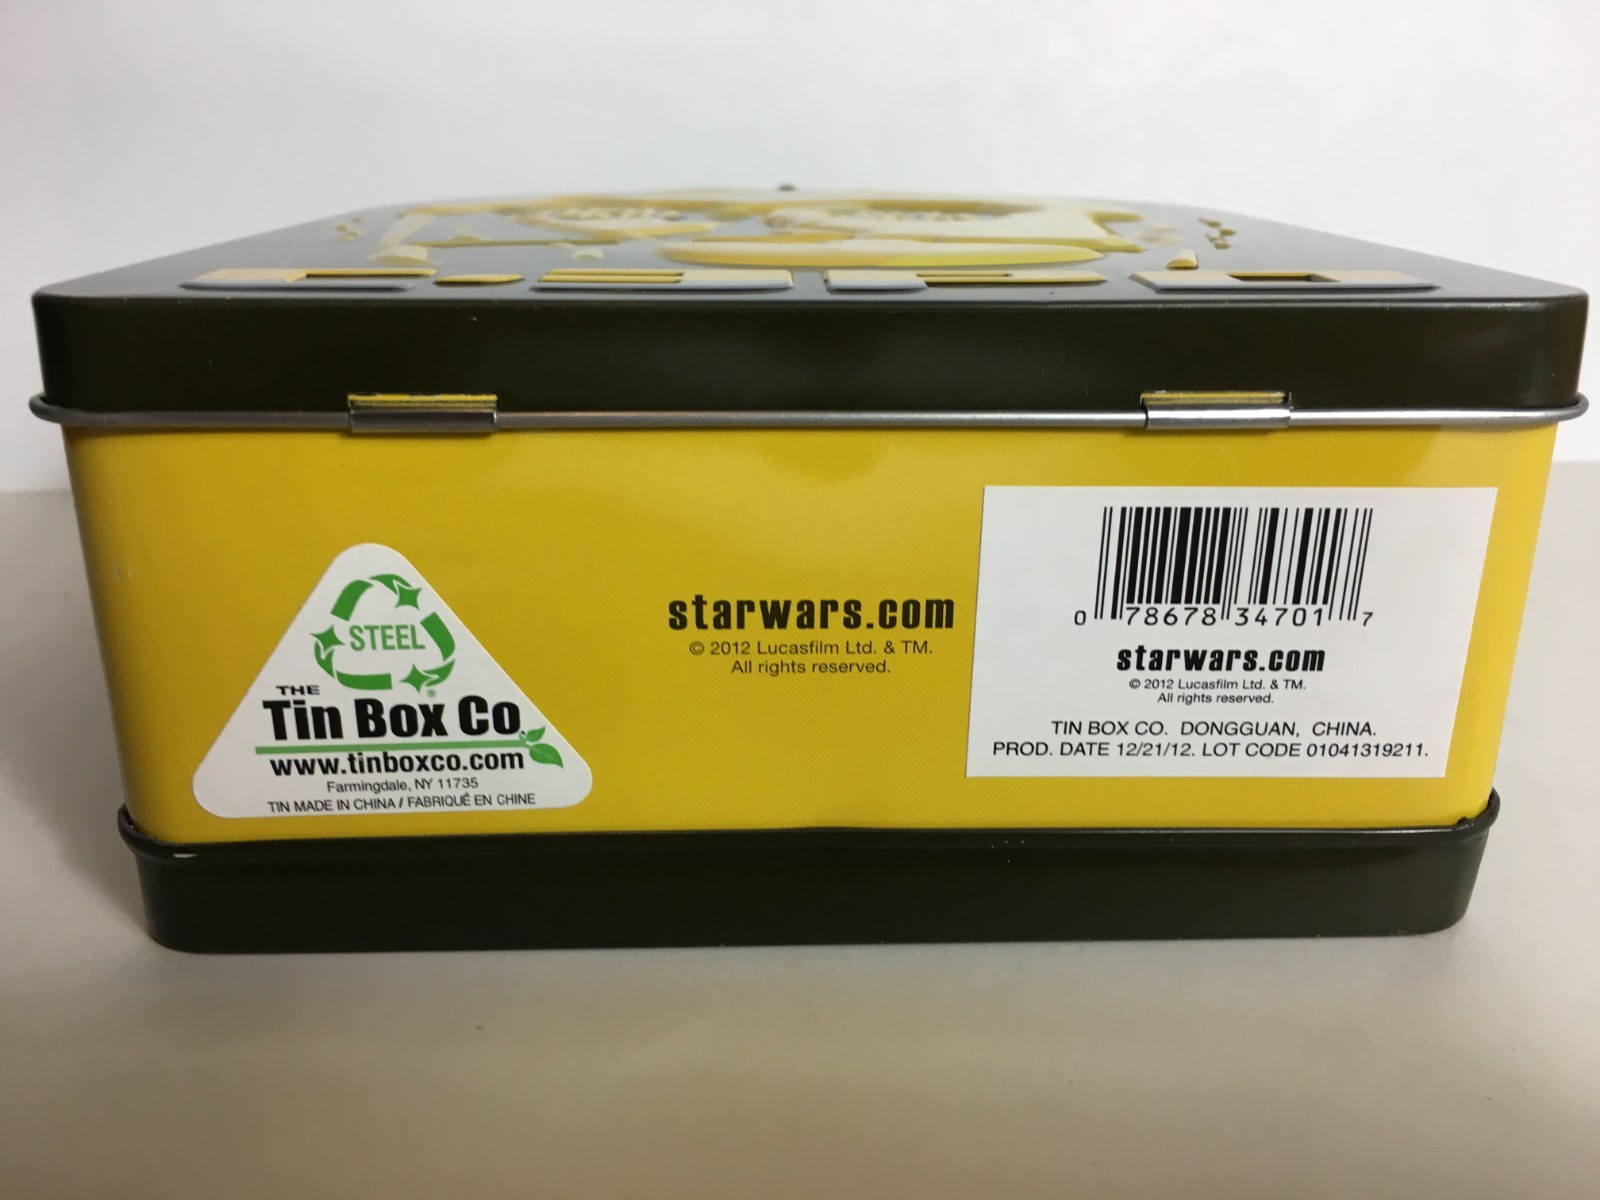 STEEL
®
THE
Tin Box Co.
www.tinboxco.com
Farmingdale, NY 11735
TIN MADE IN CHINA / FABRIQUÉ EN CHINE
starwars.com
© 2012 Lucasfilm Ltd. & TM.
All rights reserved.
0 78678 34701 7
starwars.com
© 2012 Lucasfilm Ltd. & TM.
All rights reserved.
TIN BOX CO. DONGGUAN, CHINA.
PROD. DATE 12/21/12. LOT CODE 01041319211.